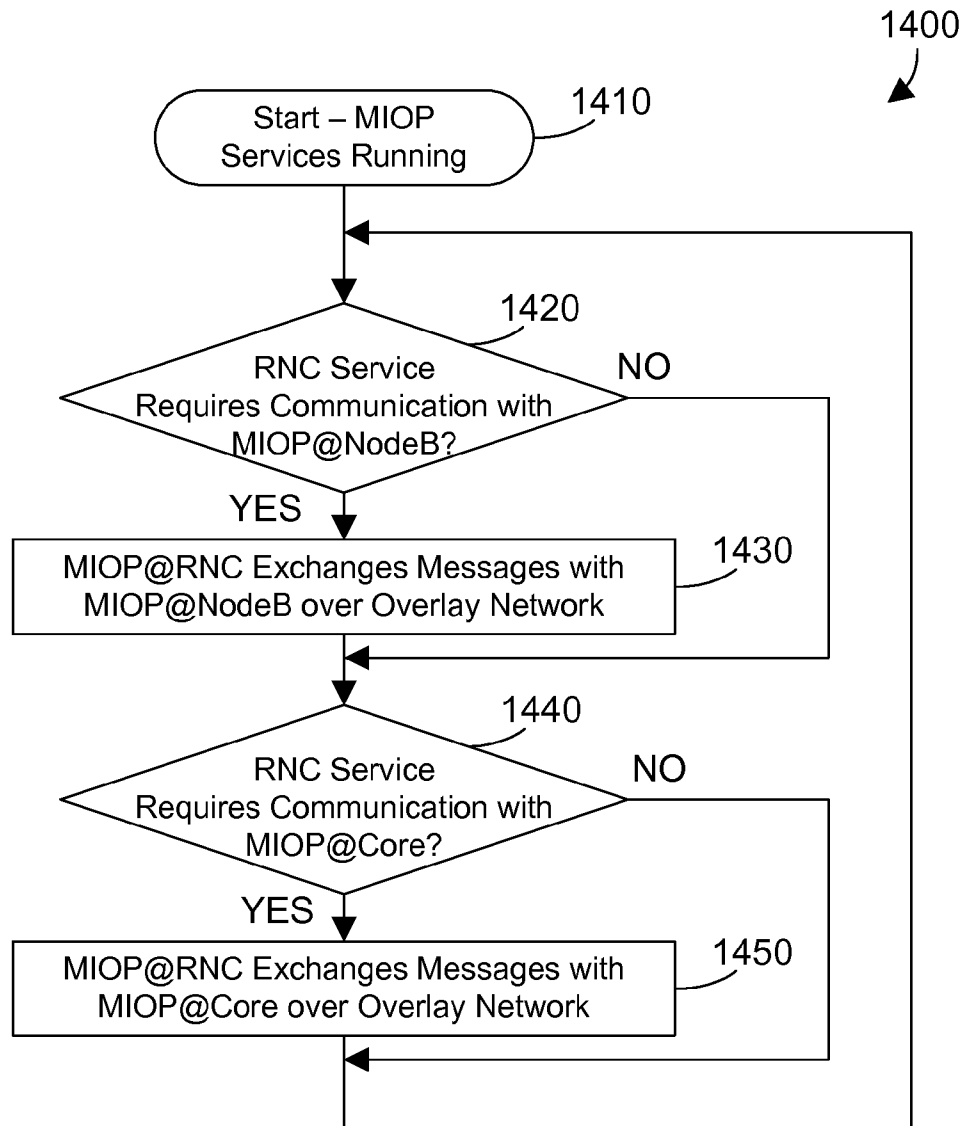 1400
Start – MIOP
Services Running
1410
1420
RNC Service
Requires Communication with
MIOP@NodeB?
NO
YES
MIOP@RNC Exchanges Messages with
MIOP@NodeB over Overlay Network
1430
1440
RNC Service
Requires Communication with
MIOP@Core?
NO
YES
MIOP@RNC Exchanges Messages with
MIOP@Core over Overlay Network
1450